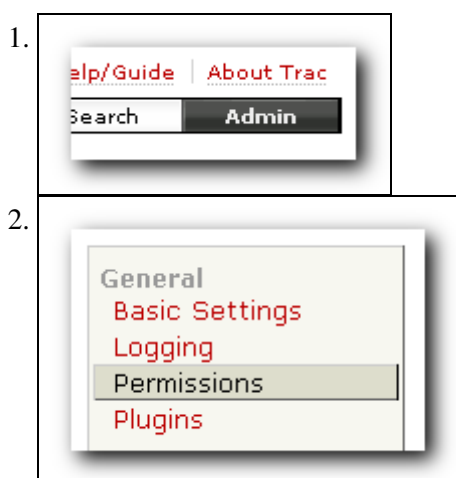 1.
elp/Guide About Trac
Search Admin
2.
General
Basic Settings
Logging
Permissions
Plugins